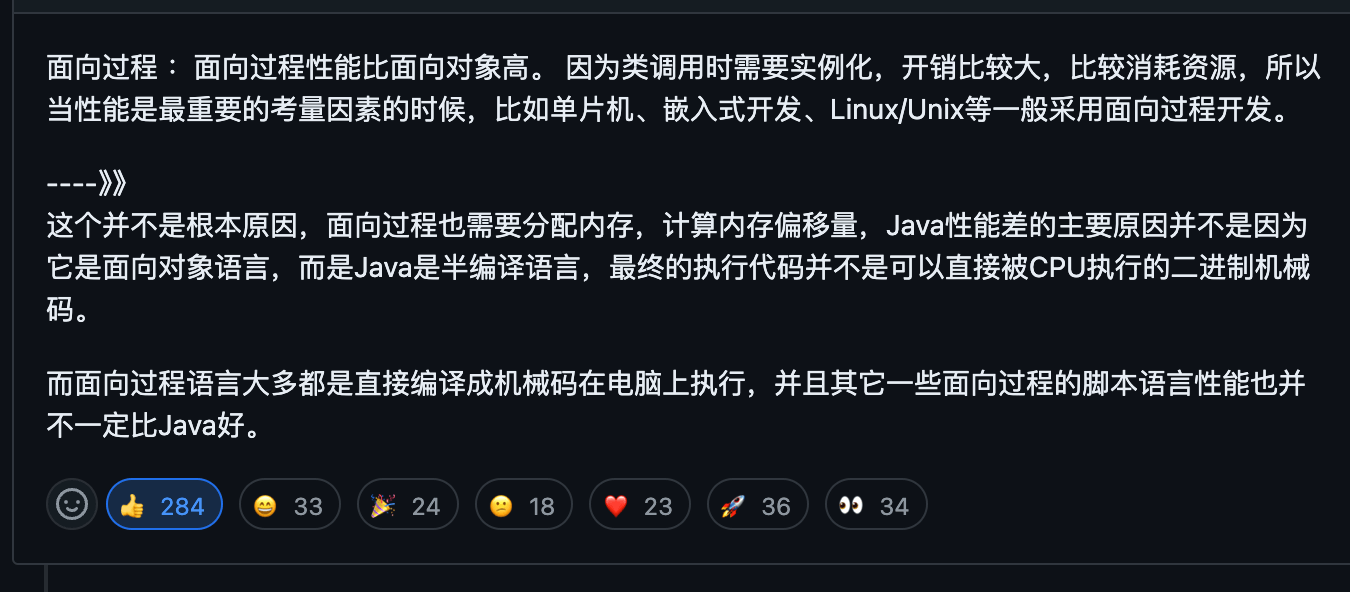 面向过程 ：面向过程性能比面向对象高。 因为类调用时需要实例化，开销比较大，比较消耗资源，所以
当性能是最重要的考量因素的时候，比如单片机、嵌入式开发、Linux/Unix等一般采用面向过程开发。
----》》
这个并不是根本原因，面向过程也需要分配内存，计算内存偏移量，Java性能差的主要原因并不是因为
它是面向对象语言，而是Java是半编译语言，最终的执行代码并不是可以直接被CPU执行的二进制机械
码。
而面向过程语言大多都是直接编译成机械码在电脑上执行，并且其它一些面向过程的脚本语言性能也并
不一定比Java好。
👍 284 😄 33 🎉 24 😕 18 ❤️ 23 🚀 36 👀 34